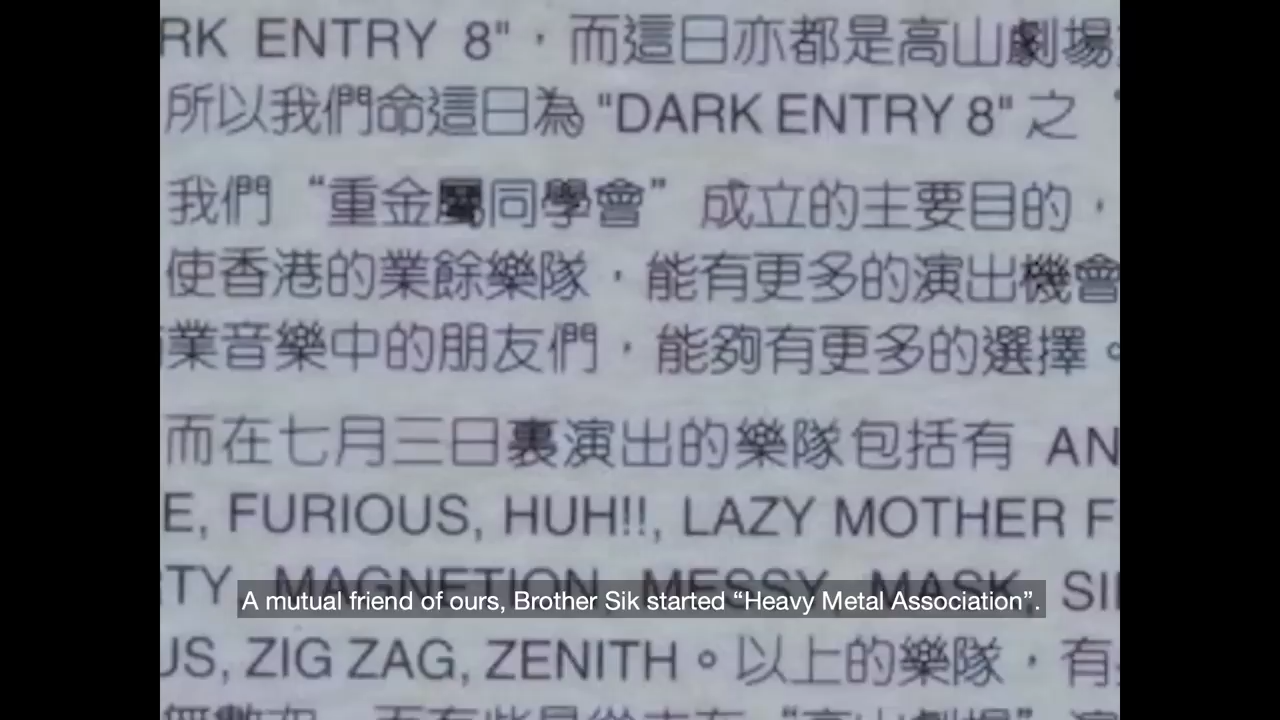 RK ENTRY 8"，而這日亦都是高山劇場
所以我們命這日為 "DARK ENTRY 8" 之 "
我們 “重金屬同學會” 成立的主要目的，
使香港的業餘樂隊，能有更多的演出機會
業音樂中的朋友們，能夠有更多的選擇。
而在七月三日裏演出的樂隊包括有 AN
E, FURIOUS, HUH!!, LAZY MOTHER F
RTY, MAGNETION, MESSY, MASK, SI
A mutual friend of ours, Brother Sik started “Heavy Metal Association”.
US, ZIG ZAG, ZENITH。以上的樂隊，有